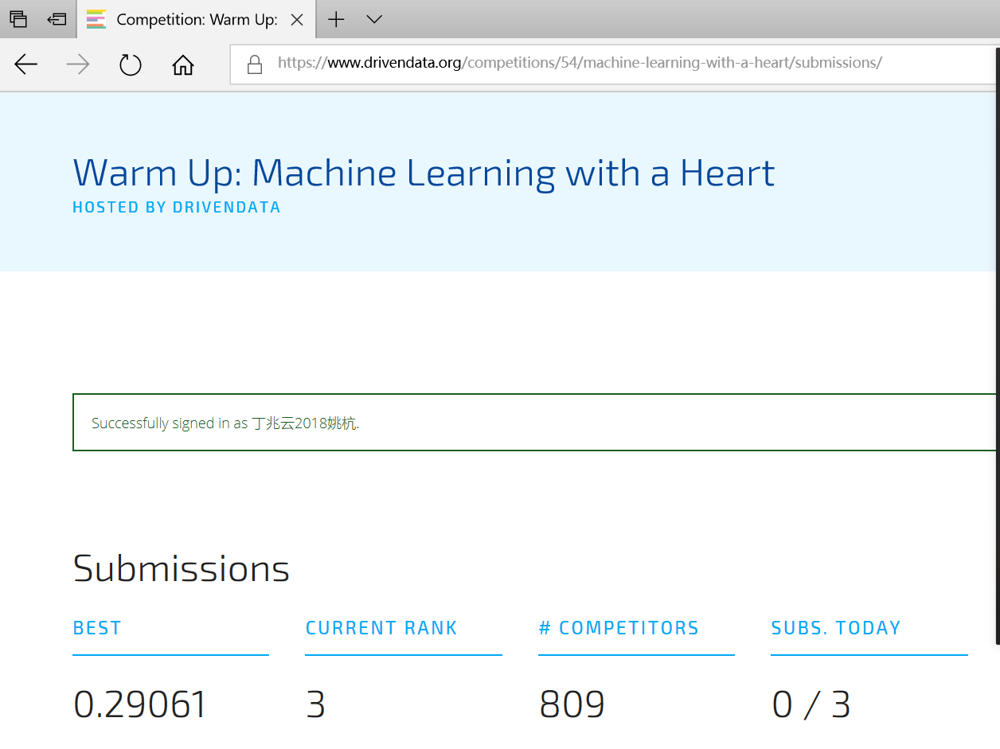 Competition: Warm Up:
https://www.drivendata.org/competitions/54/machine-learning-with-a-heart/submissions/
Warm Up: Machine Learning with a Heart
HOSTED BY DRIVENDATA
Successfully signed in as 丁兆云2018姚杭.
Submissions
BEST CURRENT RANK # COMPETITORS SUBS. TODAY
0.29061 3 809 0 / 3